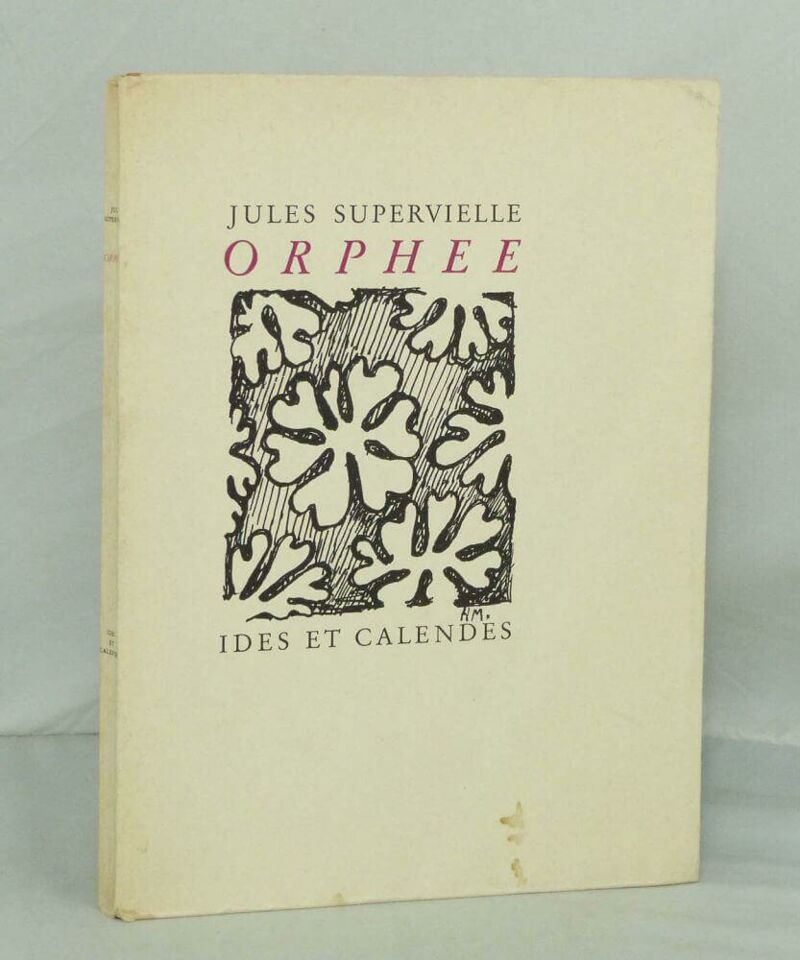 JULES SUPERVIELLE
ORPHEE
HM.
IDES ET CALENDES